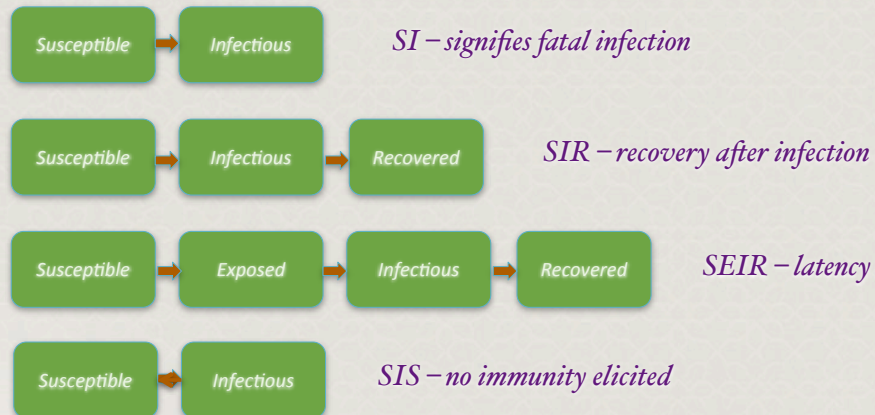 Susceptible Infectious SI – signifies fatal infection
Susceptible Infectious Recovered SIR – recovery after infection
Susceptible Exposed Infectious Recovered SEIR – latency
Susceptible Infectious SIS – no immunity elicited